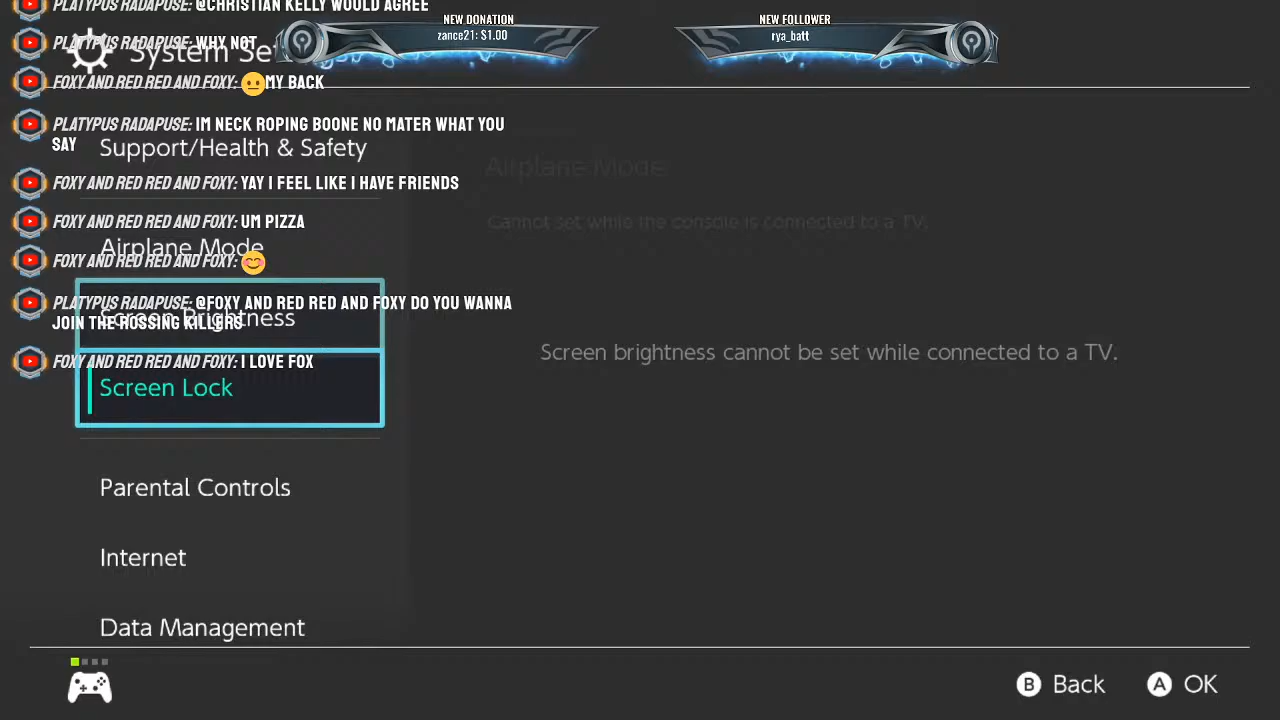 PLATYPUS RADAPUSE: @CHRISTIAN KELLY WOULD AGREE
NEW DONATION
zance21: $1.00
NEW FOLLOWER
rya_batt
System Set
PLATYPUS RADAPUSE: WHY NOT
FOXY AND RED RED AND FOXY: 😐MY BACK
PLATYPUS RADAPUSE: IM NECK ROPING BOONE NO MATER WHAT YOU
SAY
Support/Health & Safety
Airplane Mode
FOXY AND RED RED AND FOXY: YAY I FEEL LIKE I HAVE FRIENDS
FOXY AND RED RED AND FOXY: UM PIZZA
Cannot set while the console is connected to a TV.
Airplane Mode
FOXY AND RED RED AND FOXY: 😊
PLATYPUS RADAPUSE: @FOXY AND RED RED AND FOXY DO YOU WANNA
JOIN THE ROSSING KILLERS
Screen Brightness
Screen brightness cannot be set while connected to a TV.
FOXY AND RED RED AND FOXY: I LOVE FOX
Screen Lock
Parental Controls
Internet
Data Management
B Back
A OK